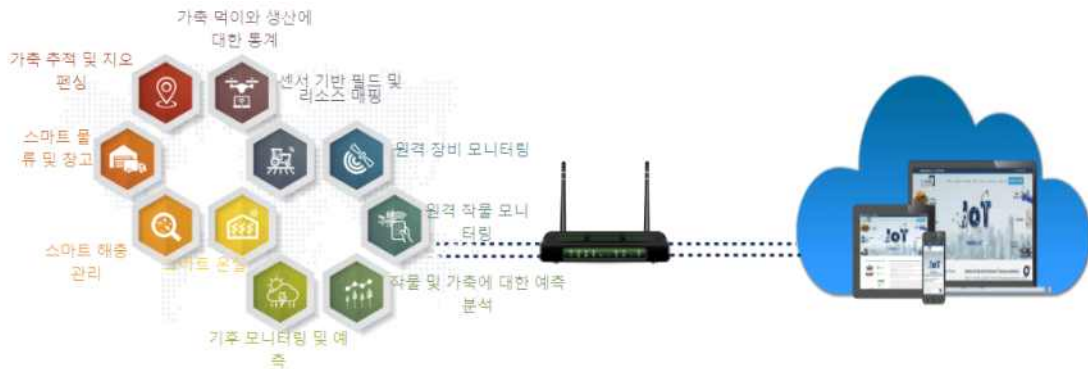 가축 먹이와 생산에
대한 통계
가축 추적 및 지오
펜싱
센서 기반 필드 및
리소스 매핑
스마트 물
류 및 창고
원격 장비 모니터링
원격 작물 모니
터링
스마트 해충
관리
스마트 온실
작물 및 가축에 대한 예측
분석
기후 모니터링 및 예
측
IoT
IoT
IoT